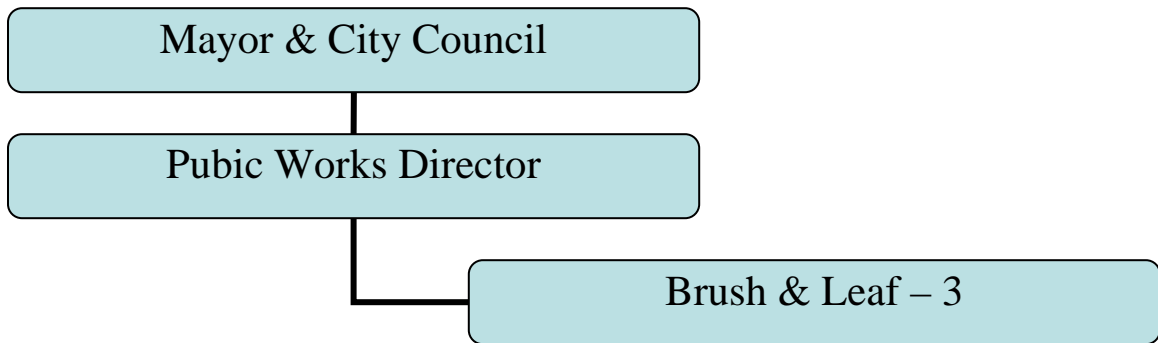 Mayor & City Council
Pubic Works Director
Brush & Leaf – 3